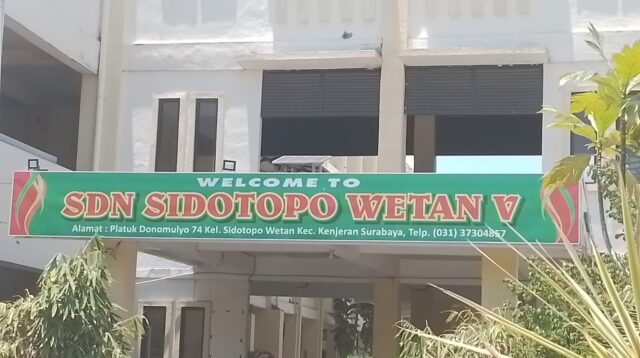 WELCOME TO
SDN SIDOTOPO WETAN V
Alamat : Platuk Donomulyo 74 Kel. Sidotopo Wetan Kec. Kenjeran Surabaya, Telp. (031) 37304857